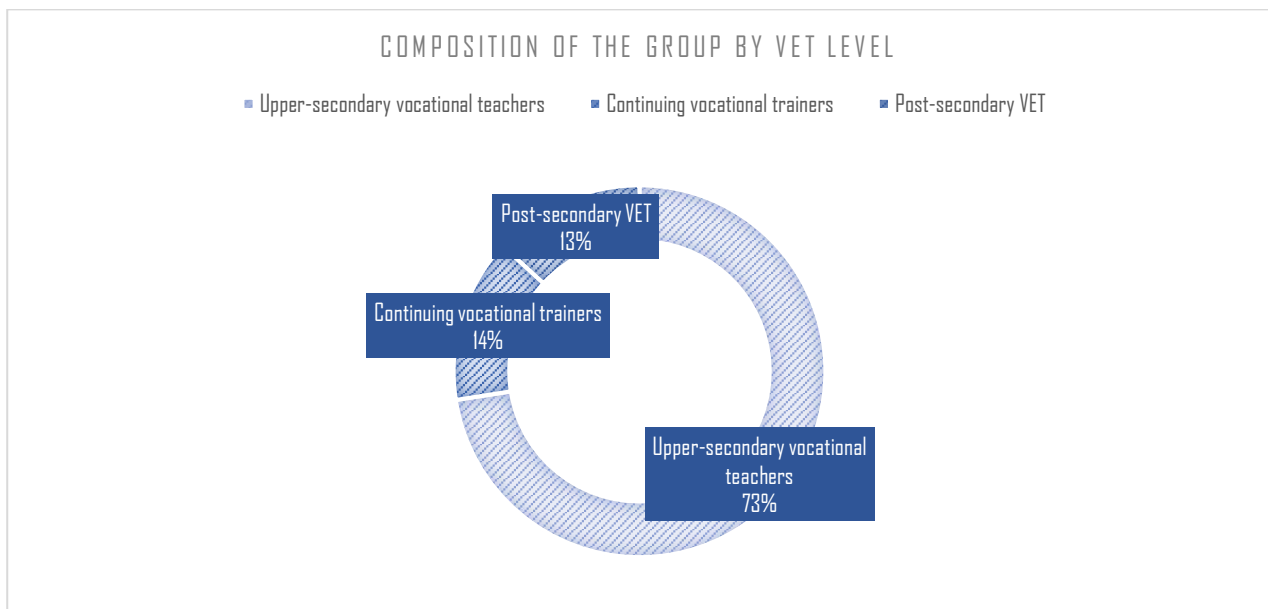 COMPOSITION OF THE GROUP BY VET LEVEL
Upper-secondary vocational teachers Continuing vocational trainers Post-secondary VET
Post-secondary VET
13%
Continuing vocational trainers
14%
Upper-secondary vocational
teachers
73%